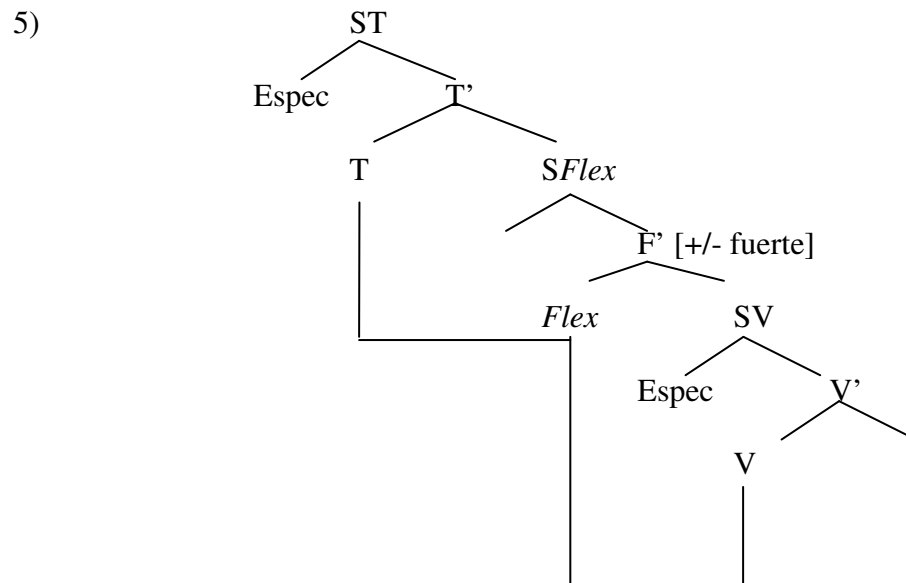 5) ST
Espec T’
T SFlex
F’ [+/- fuerte]
Flex SV
Espec V’
V